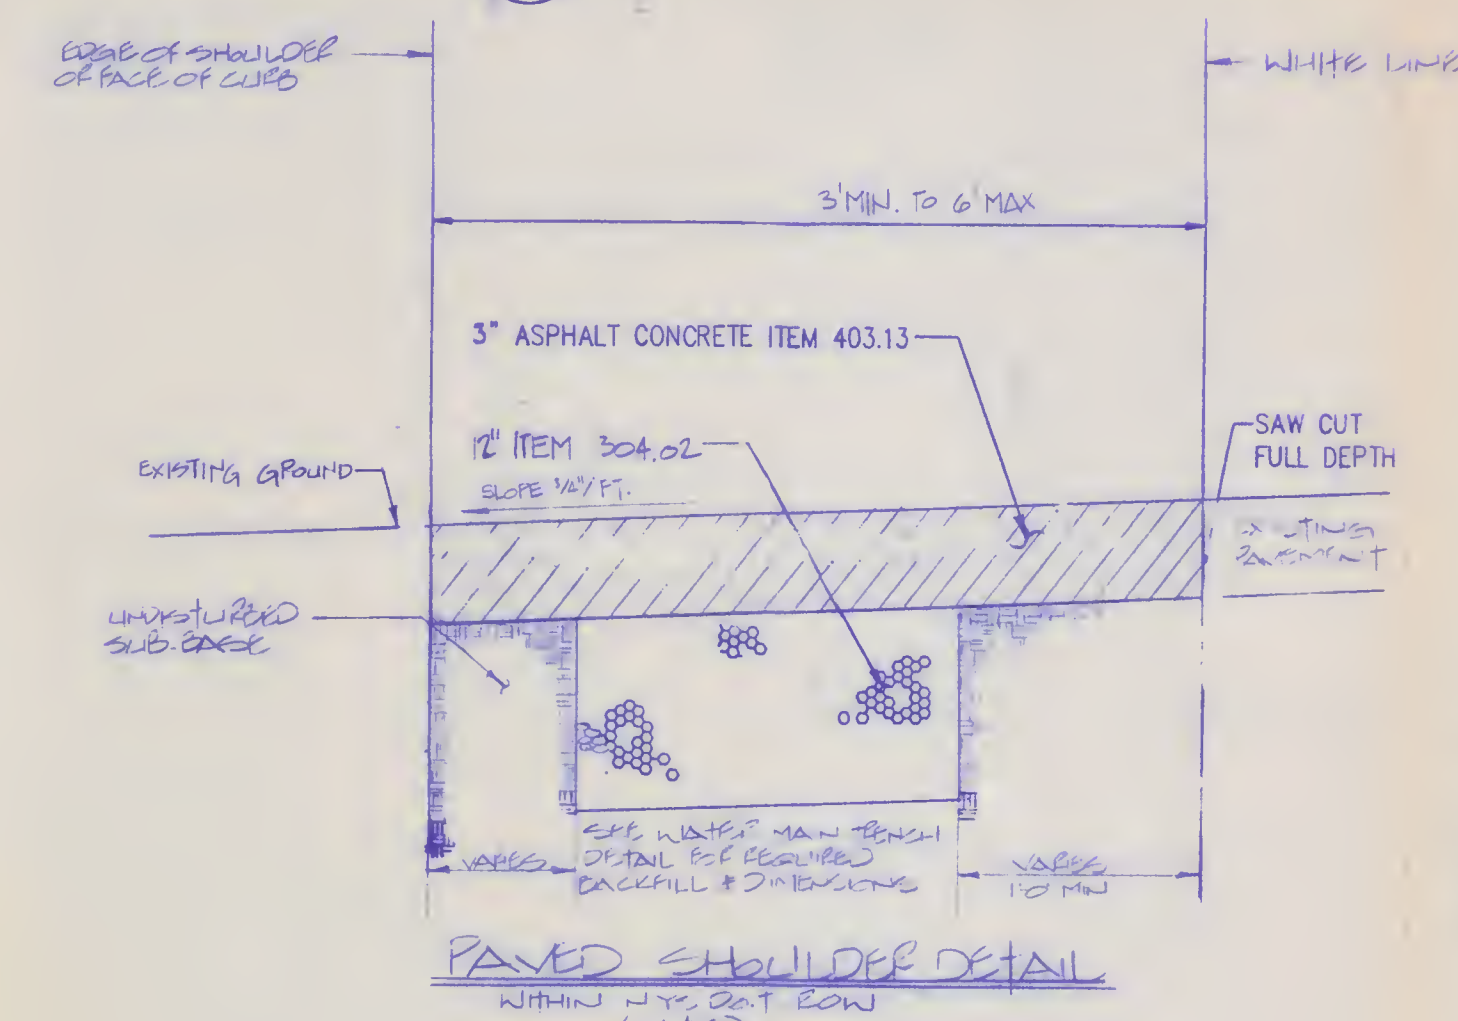 EDGE OF SHOULDER
OR FACE OF CURB
WHITE LINE
3' MIN. TO 6' MAX
3" ASPHALT CONCRETE ITEM 403.13
12" ITEM 304.02
SLOPE 3/4"/FT.
SAW CUT
FULL DEPTH
EXISTING GROUND
EXISTING
PAVEMENT
UNDISTURBED
SUB-BASE
SEE WATER MAIN TRENCH
DETAIL FOR REQUIRED
BACKFILL & DIMENSIONS
VARIES
VARIES
1'-0" MIN
PAVED SHOULDER DETAIL
WITHIN NYS D.O.T ROW